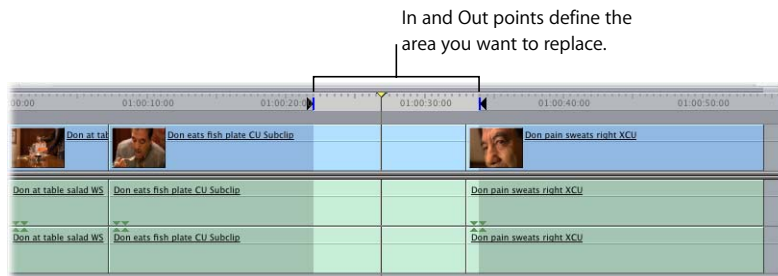 In and Out points define the
area you want to replace.
00:00 01:00:10:00 01:00:20:0 01:00:30:00 01:00:40:00 01:00:50:00
Don at tab Don eats fish plate CU Subclip Don pain sweats right XCU
Don at table salad WS Don eats fish plate CU Subclip Don pain sweats right XCU
Don at table salad WS Don eats fish plate CU Subclip Don pain sweats right XCU